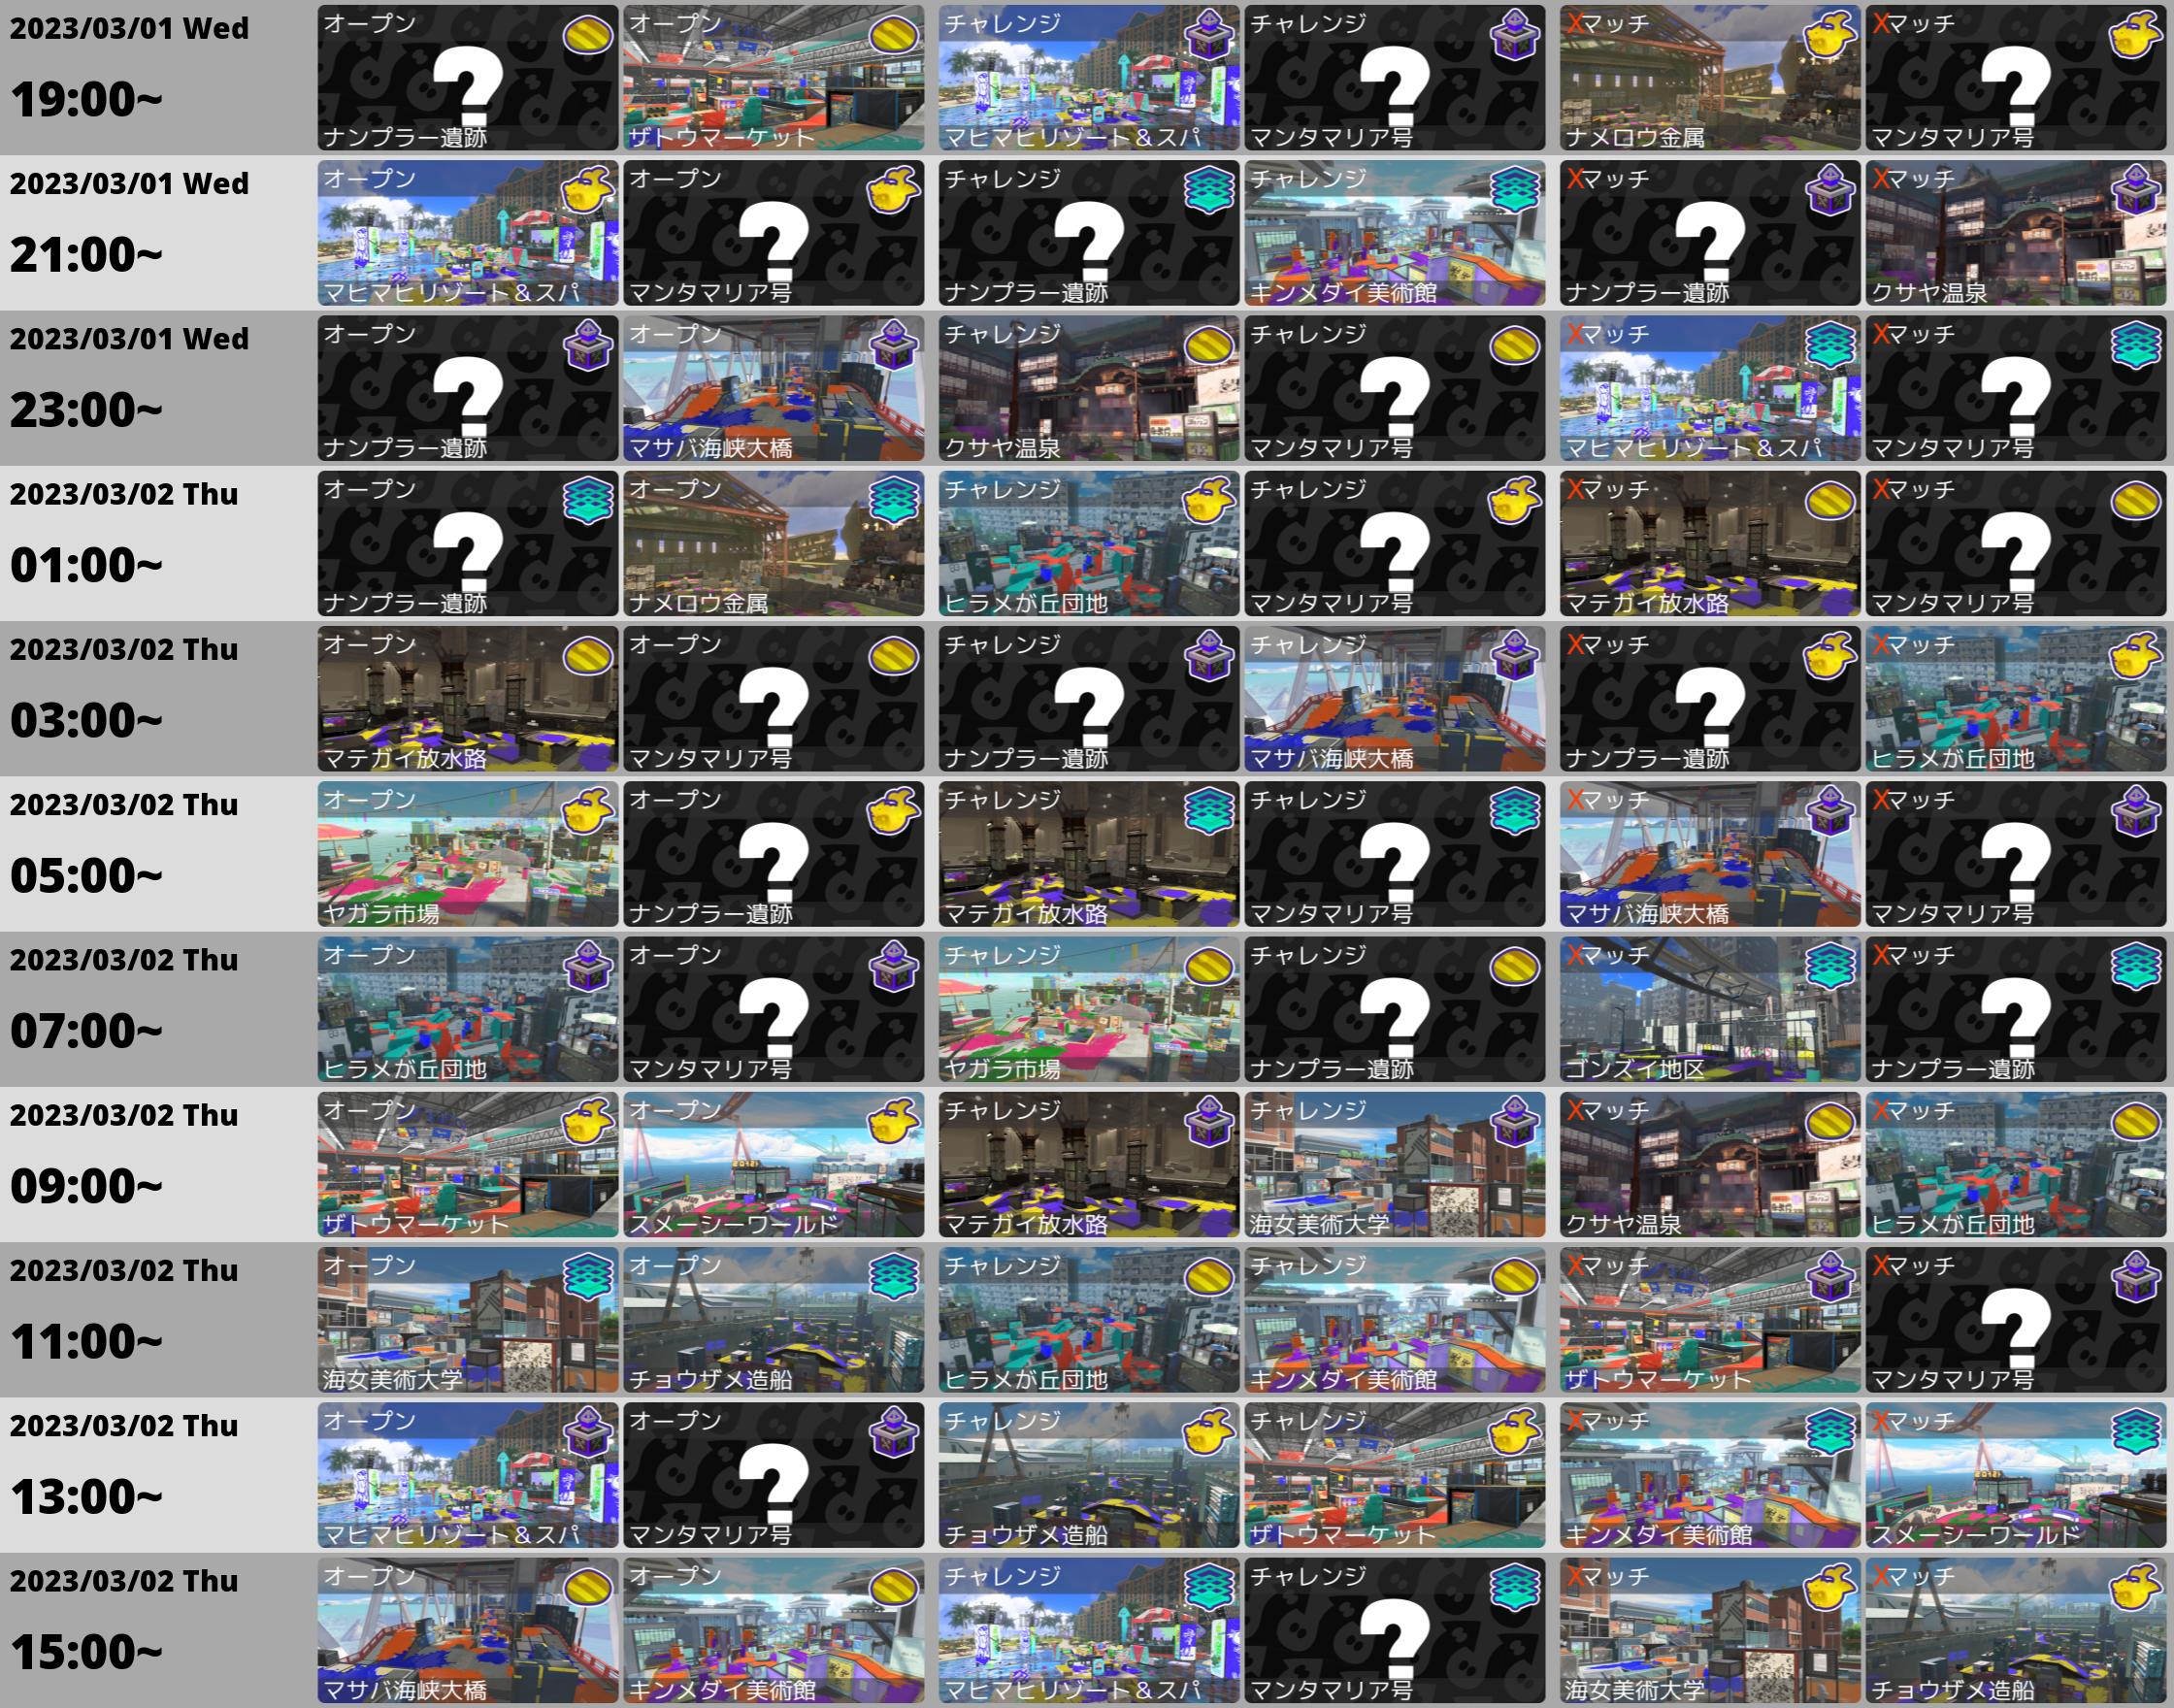 2023/03/01 Wed
19:00~
オープン オープン チャレンジ チャレンジ Xマッチ Xマッチ
ナンプラー遺跡 ザトウマーケット マヒマヒリゾート＆スパ マンタマリア号 ナメロウ金属 マンタマリア号
2023/03/01 Wed
21:00~
オープン オープン チャレンジ チャレンジ Xマッチ Xマッチ
マヒマヒリゾート＆スパ マンタマリア号 ナンプラー遺跡 キンメダイ美術館 ナンプラー遺跡 クサヤ温泉
2023/03/01 Wed
23:00~
オープン オープン チャレンジ チャレンジ Xマッチ Xマッチ
ナンプラー遺跡 マサバ海峡大橋 クサヤ温泉 マンタマリア号 マヒマヒリゾート＆スパ マンタマリア号
2023/03/02 Thu
01:00~
オープン オープン チャレンジ チャレンジ Xマッチ Xマッチ
ナンプラー遺跡 ナメロウ金属 ヒラメが丘団地 マンタマリア号 マテガイ放水路 マンタマリア号
2023/03/02 Thu
03:00~
オープン オープン チャレンジ チャレンジ Xマッチ Xマッチ
マテガイ放水路 マンタマリア号 ナンプラー遺跡 マサバ海峡大橋 ナンプラー遺跡 ヒラメが丘団地
2023/03/02 Thu
05:00~
オープン オープン チャレンジ チャレンジ Xマッチ Xマッチ
ヤガラ市場 ナンプラー遺跡 マテガイ放水路 マンタマリア号 マサバ海峡大橋 マンタマリア号
2023/03/02 Thu
07:00~
オープン オープン チャレンジ チャレンジ Xマッチ Xマッチ
ヒラメが丘団地 マンタマリア号 ヤガラ市場 ナンプラー遺跡 ゴンズイ地区 ナンプラー遺跡
2023/03/02 Thu
09:00~
オープン オープン チャレンジ チャレンジ Xマッチ Xマッチ
ザトウマーケット スメーシーワールド マテガイ放水路 海女美術大学 クサヤ温泉 ヒラメが丘団地
2023/03/02 Thu
11:00~
オープン オープン チャレンジ チャレンジ Xマッチ Xマッチ
海女美術大学 チョウザメ造船 ヒラメが丘団地 キンメダイ美術館 ザトウマーケット マンタマリア号
2023/03/02 Thu
13:00~
オープン オープン チャレンジ チャレンジ Xマッチ Xマッチ
マヒマヒリゾート＆スパ マンタマリア号 チョウザメ造船 ザトウマーケット キンメダイ美術館 スメーシーワールド
2023/03/02 Thu
15:00~
オープン オープン チャレンジ チャレンジ Xマッチ Xマッチ
マサバ海峡大橋 キンメダイ美術館 マヒマヒリゾート＆スパ マンタマリア号 海女美術大学 チョウザメ造船